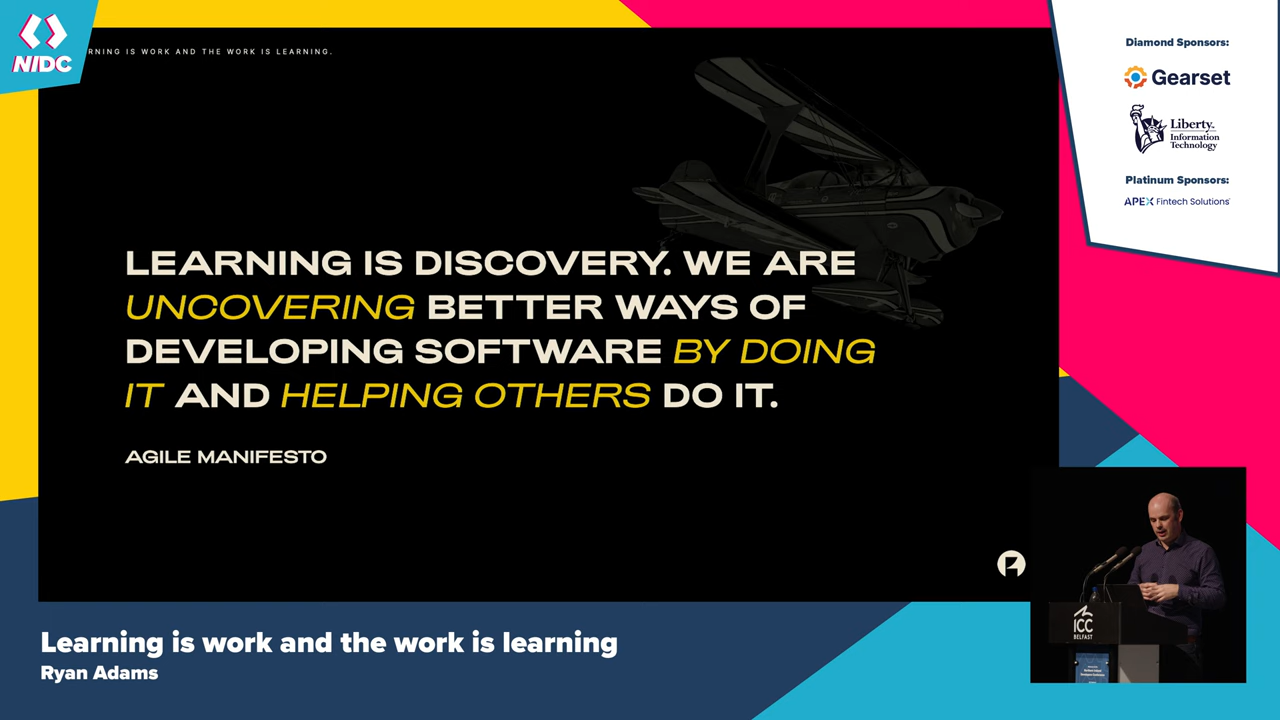 NIDC
RNING IS WORK AND THE WORK IS LEARNING.
LEARNING IS DISCOVERY. WE ARE
UNCOVERING BETTER WAYS OF
DEVELOPING SOFTWARE BY DOING
IT AND HELPING OTHERS DO IT.
AGILE MANIFESTO
Diamond Sponsors:
Gearset
Liberty
Information
Technology
Platinum Sponsors:
APEX Fintech Solutions
ICC
BELFAST
Learning is work and the work is learning
Ryan Adams